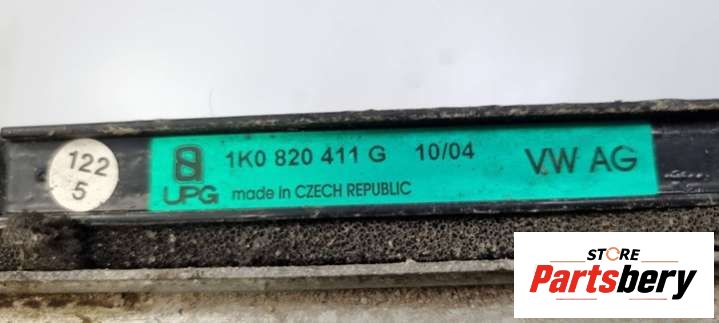 122
5
UPG
1K0 820 411 G 10/04
made in CZECH REPUBLIC
VW AG
STORE
Partsbery